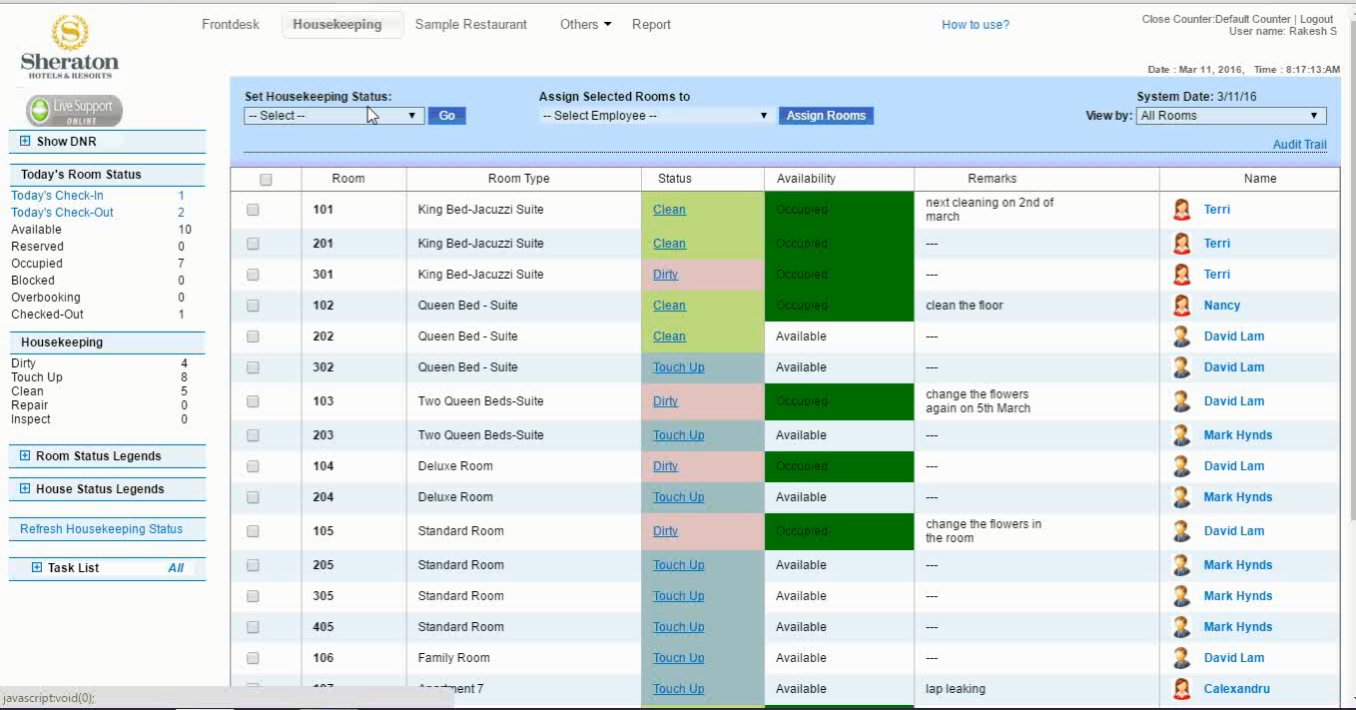 Frontdesk Housekeeping Sample Restaurant Others Report How to use? Close Counter:Default Counter | Logout
User name: Rakesh S
Sheraton
HOTELS & RESORTS
Date : Mar 11, 2016, Time : 8:17:13:AM
Live Support
ONLINE
Show DNR
Today's Room Status
Today's Check-In 1
Today's Check-Out 2
Available 10
Reserved 0
Occupied 7
Blocked 0
Overbooking 0
Checked-Out 1
Housekeeping
Dirty 4
Touch Up 8
Clean 5
Repair 0
Inspect 0
Room Status Legends
House Status Legends
Refresh Housekeeping Status
Task List All
Set Housekeeping Status: Assign Selected Rooms to System Date: 3/11/16
-- Select -- Go -- Select Employee -- Assign Rooms View by: All Rooms
Audit Trail
Room Room Type Status Availability Remarks Name
101 King Bed-Jacuzzi Suite Clean Occupied next cleaning on 2nd of march Terri
201 King Bed-Jacuzzi Suite Clean Occupied --- Terri
301 King Bed-Jacuzzi Suite Dirty Occupied --- Terri
102 Queen Bed - Suite Clean Occupied clean the floor Nancy
202 Queen Bed - Suite Clean Available --- David Lam
302 Queen Bed - Suite Touch Up Available --- David Lam
103 Two Queen Beds-Suite Dirty Occupied change the flowers again on 5th March David Lam
203 Two Queen Beds-Suite Touch Up Available --- Mark Hynds
104 Deluxe Room Dirty Occupied --- David Lam
204 Deluxe Room Touch Up Available --- Mark Hynds
105 Standard Room Dirty Occupied change the flowers in the room David Lam
205 Standard Room Touch Up Available --- Mark Hynds
305 Standard Room Touch Up Available --- Mark Hynds
405 Standard Room Touch Up Available --- Mark Hynds
106 Family Room Touch Up Available --- David Lam
107 Apartment 7 Touch Up Available lap leaking Calexandru
javascript:void(0);